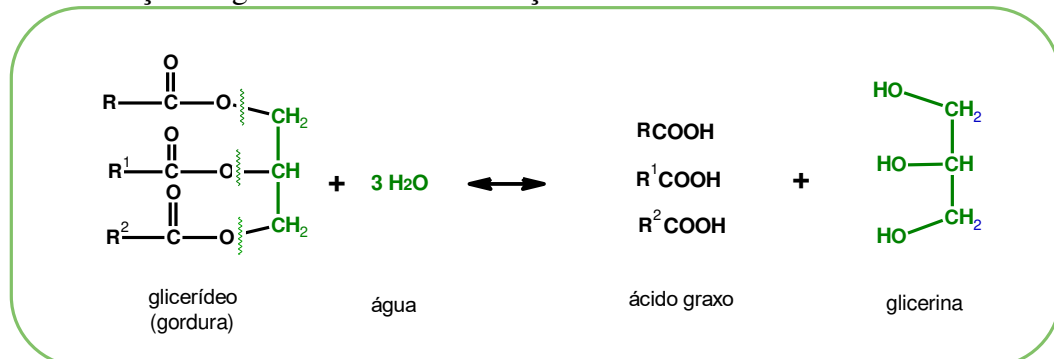 O
R C O CH2
O
R1 C O CH
O
R2 C O CH2
+ 3 H2O
RCOOH
R1COOH
R2COOH
+
HO CH2
HO CH
HO CH2
glicerídeo
(gordura)
água
ácido graxo
glicerina